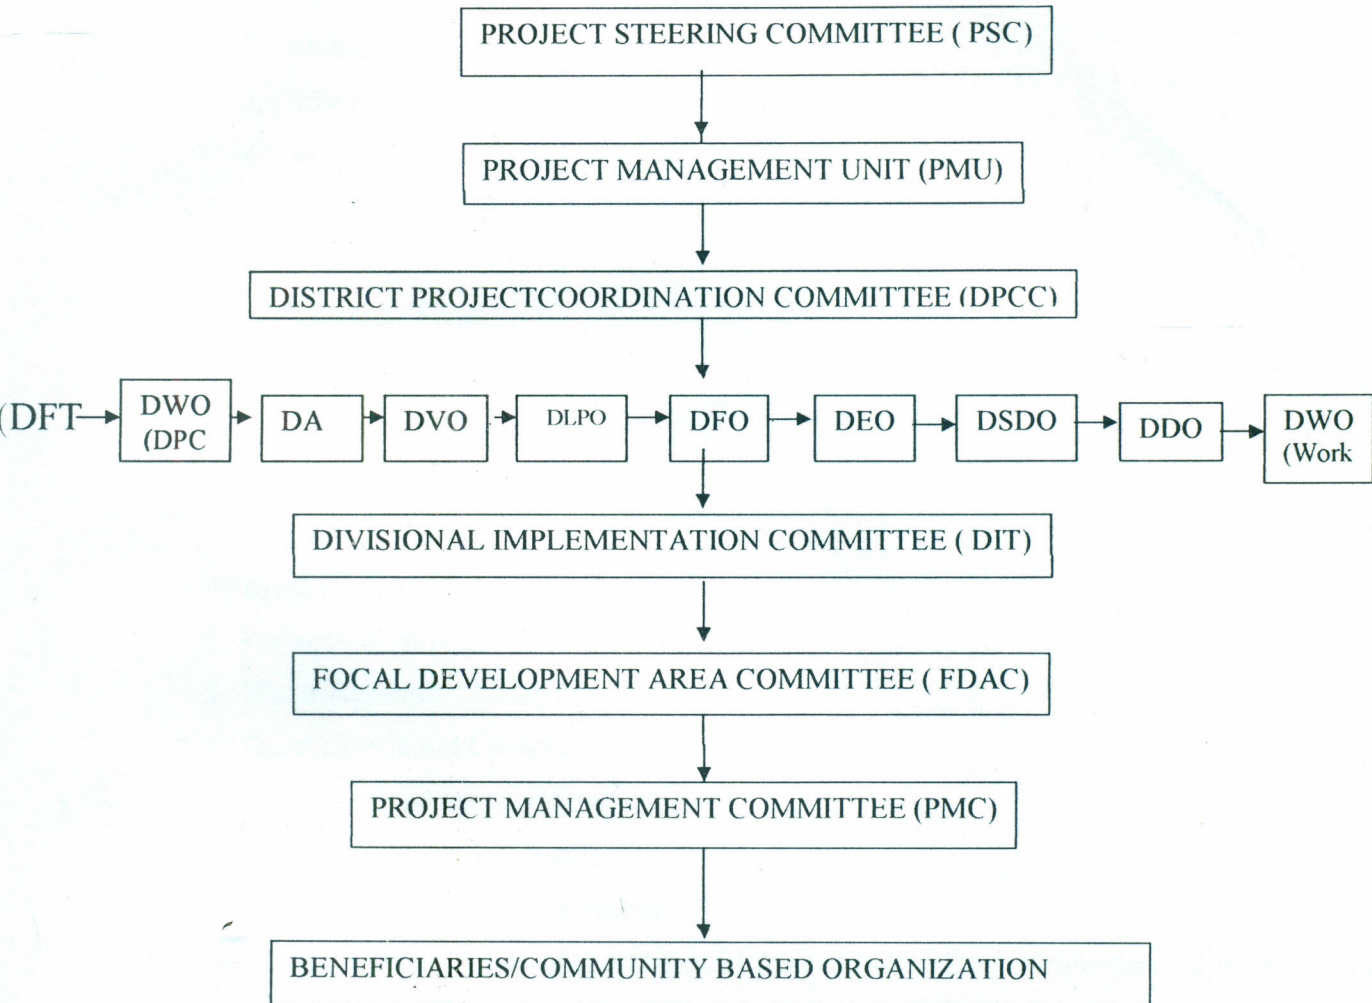 PROJECT STEERING COMMITTEE ( PSC)
PROJECT MANAGEMENT UNIT (PMU)
DISTRICT PROJECTCOORDINATION COMMITTEE (DPCC)
(DFT DWO DA DVO DLPO DFO DEO DSDO DDO DWO
(DPC (Work
DIVISIONAL IMPLEMENTATION COMMITTEE ( DIT)
FOCAL DEVELOPMENT AREA COMMITTEE ( FDAC)
PROJECT MANAGEMENT COMMITTEE (PMC)
BENEFICIARIES/COMMUNITY BASED ORGANIZATION